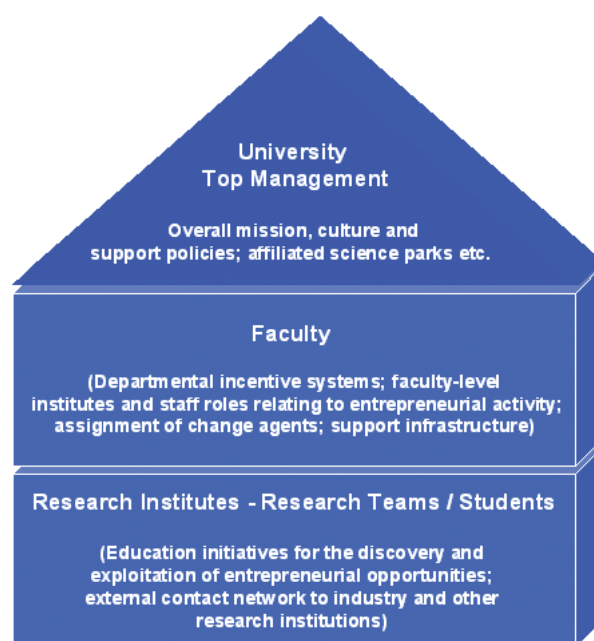 University
Top Management
Overall mission, culture and
support policies; affiliated science parks etc.
Faculty
(Departmental incentive systems; faculty-level
institutes and staff roles relating to entrepreneurial activity;
assignment of change agents; support infrastructure)
Research Institutes - Research Teams / Students
(Education initiatives for the discovery and
exploitation of entrepreneurial opportunities;
external contact network to industry and other
research institutions)